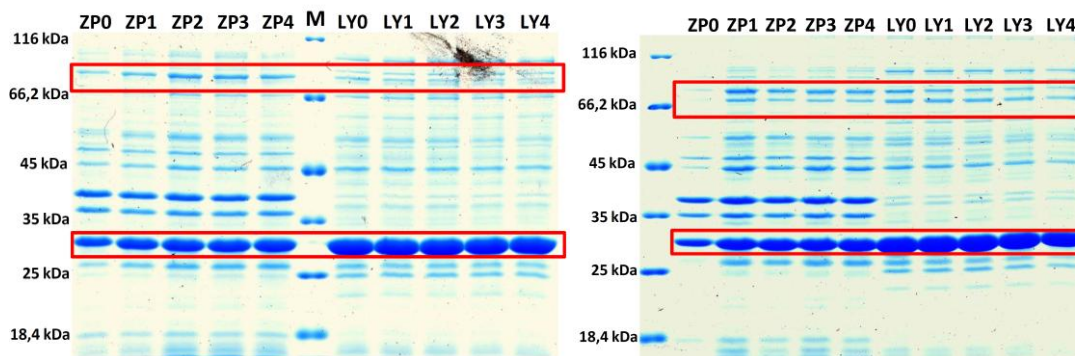 ZP0 ZP1 ZP2 ZP3 ZP4 M LY0 LY1 LY2 LY3 LY4
116 kDa
66,2 kDa
45 kDa
35 kDa
25 kDa
18,4 kDa
ZP0 ZP1 ZP2 ZP3 ZP4 LY0 LY1 LY2 LY3 LY4
116 kDa
66,2 kDa
45 kDa
35 kDa
25 kDa
18,4 kDa